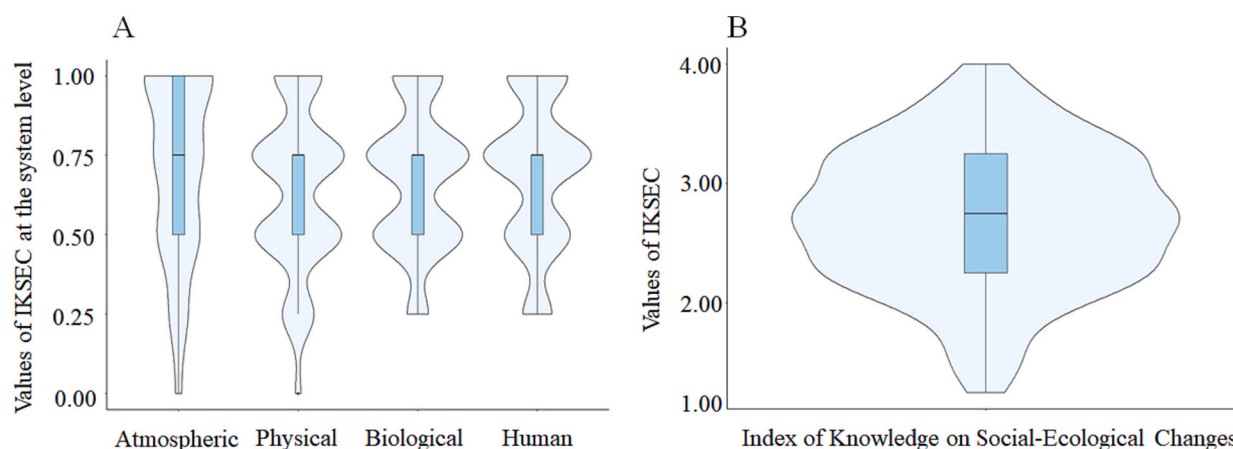 A
Values of IKSEC at the system level
1.00
0.75
0.50
0.25
0.00
Atmospheric Physical Biological Human
B
Values of IKSEC
4.00
3.00
2.00
1.00
Index of Knowledge on Social-Ecological Changes